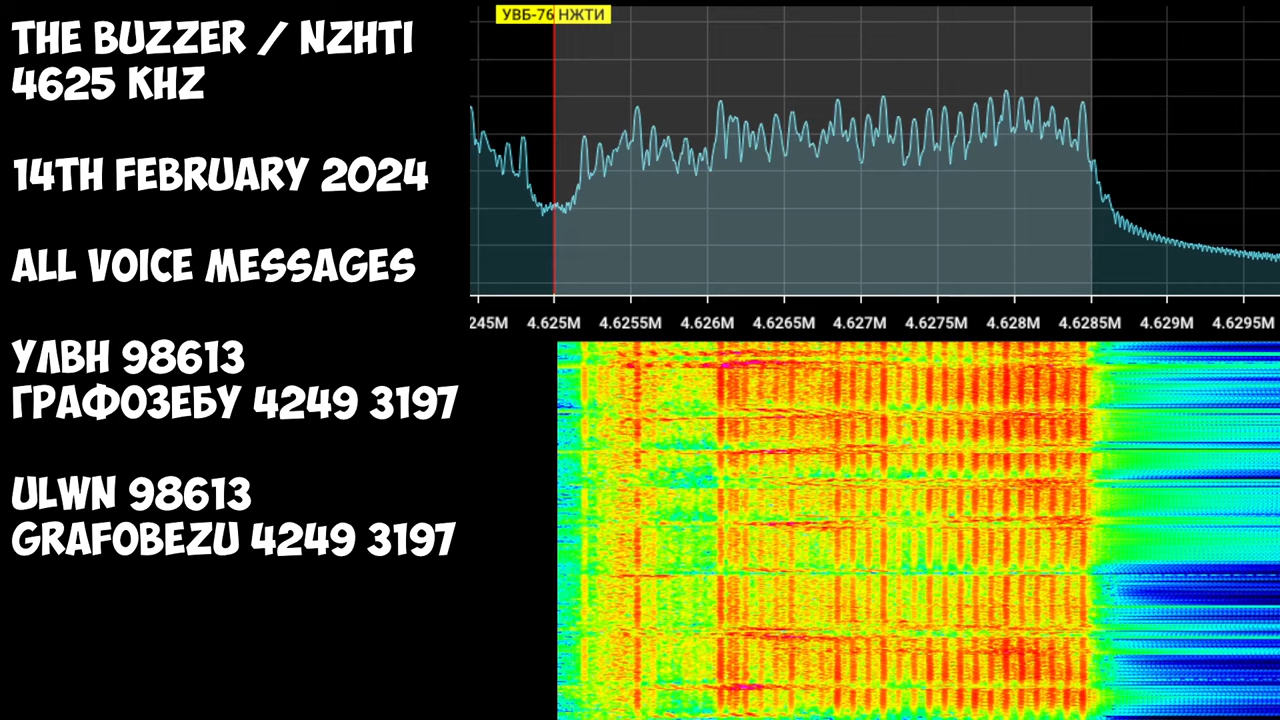 THE BUZZER / NZHTI
4625 KHZ
14TH FEBRUARY 2024
ALL VOICE MESSAGES
УЛВН 98613
ГРАФОЗЕБУ 4249 3197
ULWN 98613
GRAFOBEZU 4249 3197
УВБ-76 НЖТИ
245M 4.625M 4.6255M 4.626M 4.6265M 4.627M 4.6275M 4.628M 4.6285M 4.629M 4.6295M